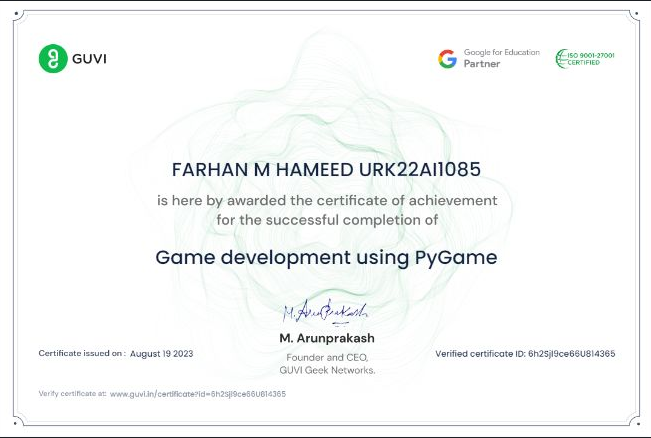 GUVI
Google for Education
Partner
ISO 9001-27001
CERTIFIED
FARHAN M HAMEED URK22AI1085
is here by awarded the certificate of achievement
for the successful completion of
Game development using PyGame
M. Arunprakash
M. Arunprakash
Founder and CEO,
GUVI Geek Networks.
Certificate issued on : August 19 2023
Verified certificate ID: 6h2Sjl9ce66U8l4365
Verify certificate at: www.guvi.in/certificate?id=6h2Sjl9ce66U8l4365